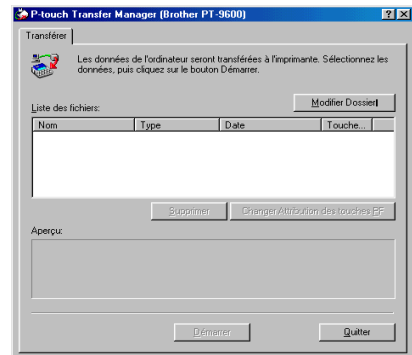 P-touch Transfer Manager (Brother PT-9600)
Transférer
Les données de l'ordinateur seront transférées à l'imprimante. Sélectionnez les
données, puis cliquez sur le bouton Démarrer.
Modifier Dossier
Liste des fichiers:
Nom Type Date Touche...
Supprimer Changer Attribution des touches PF
Aperçu:
Démarrer Quitter